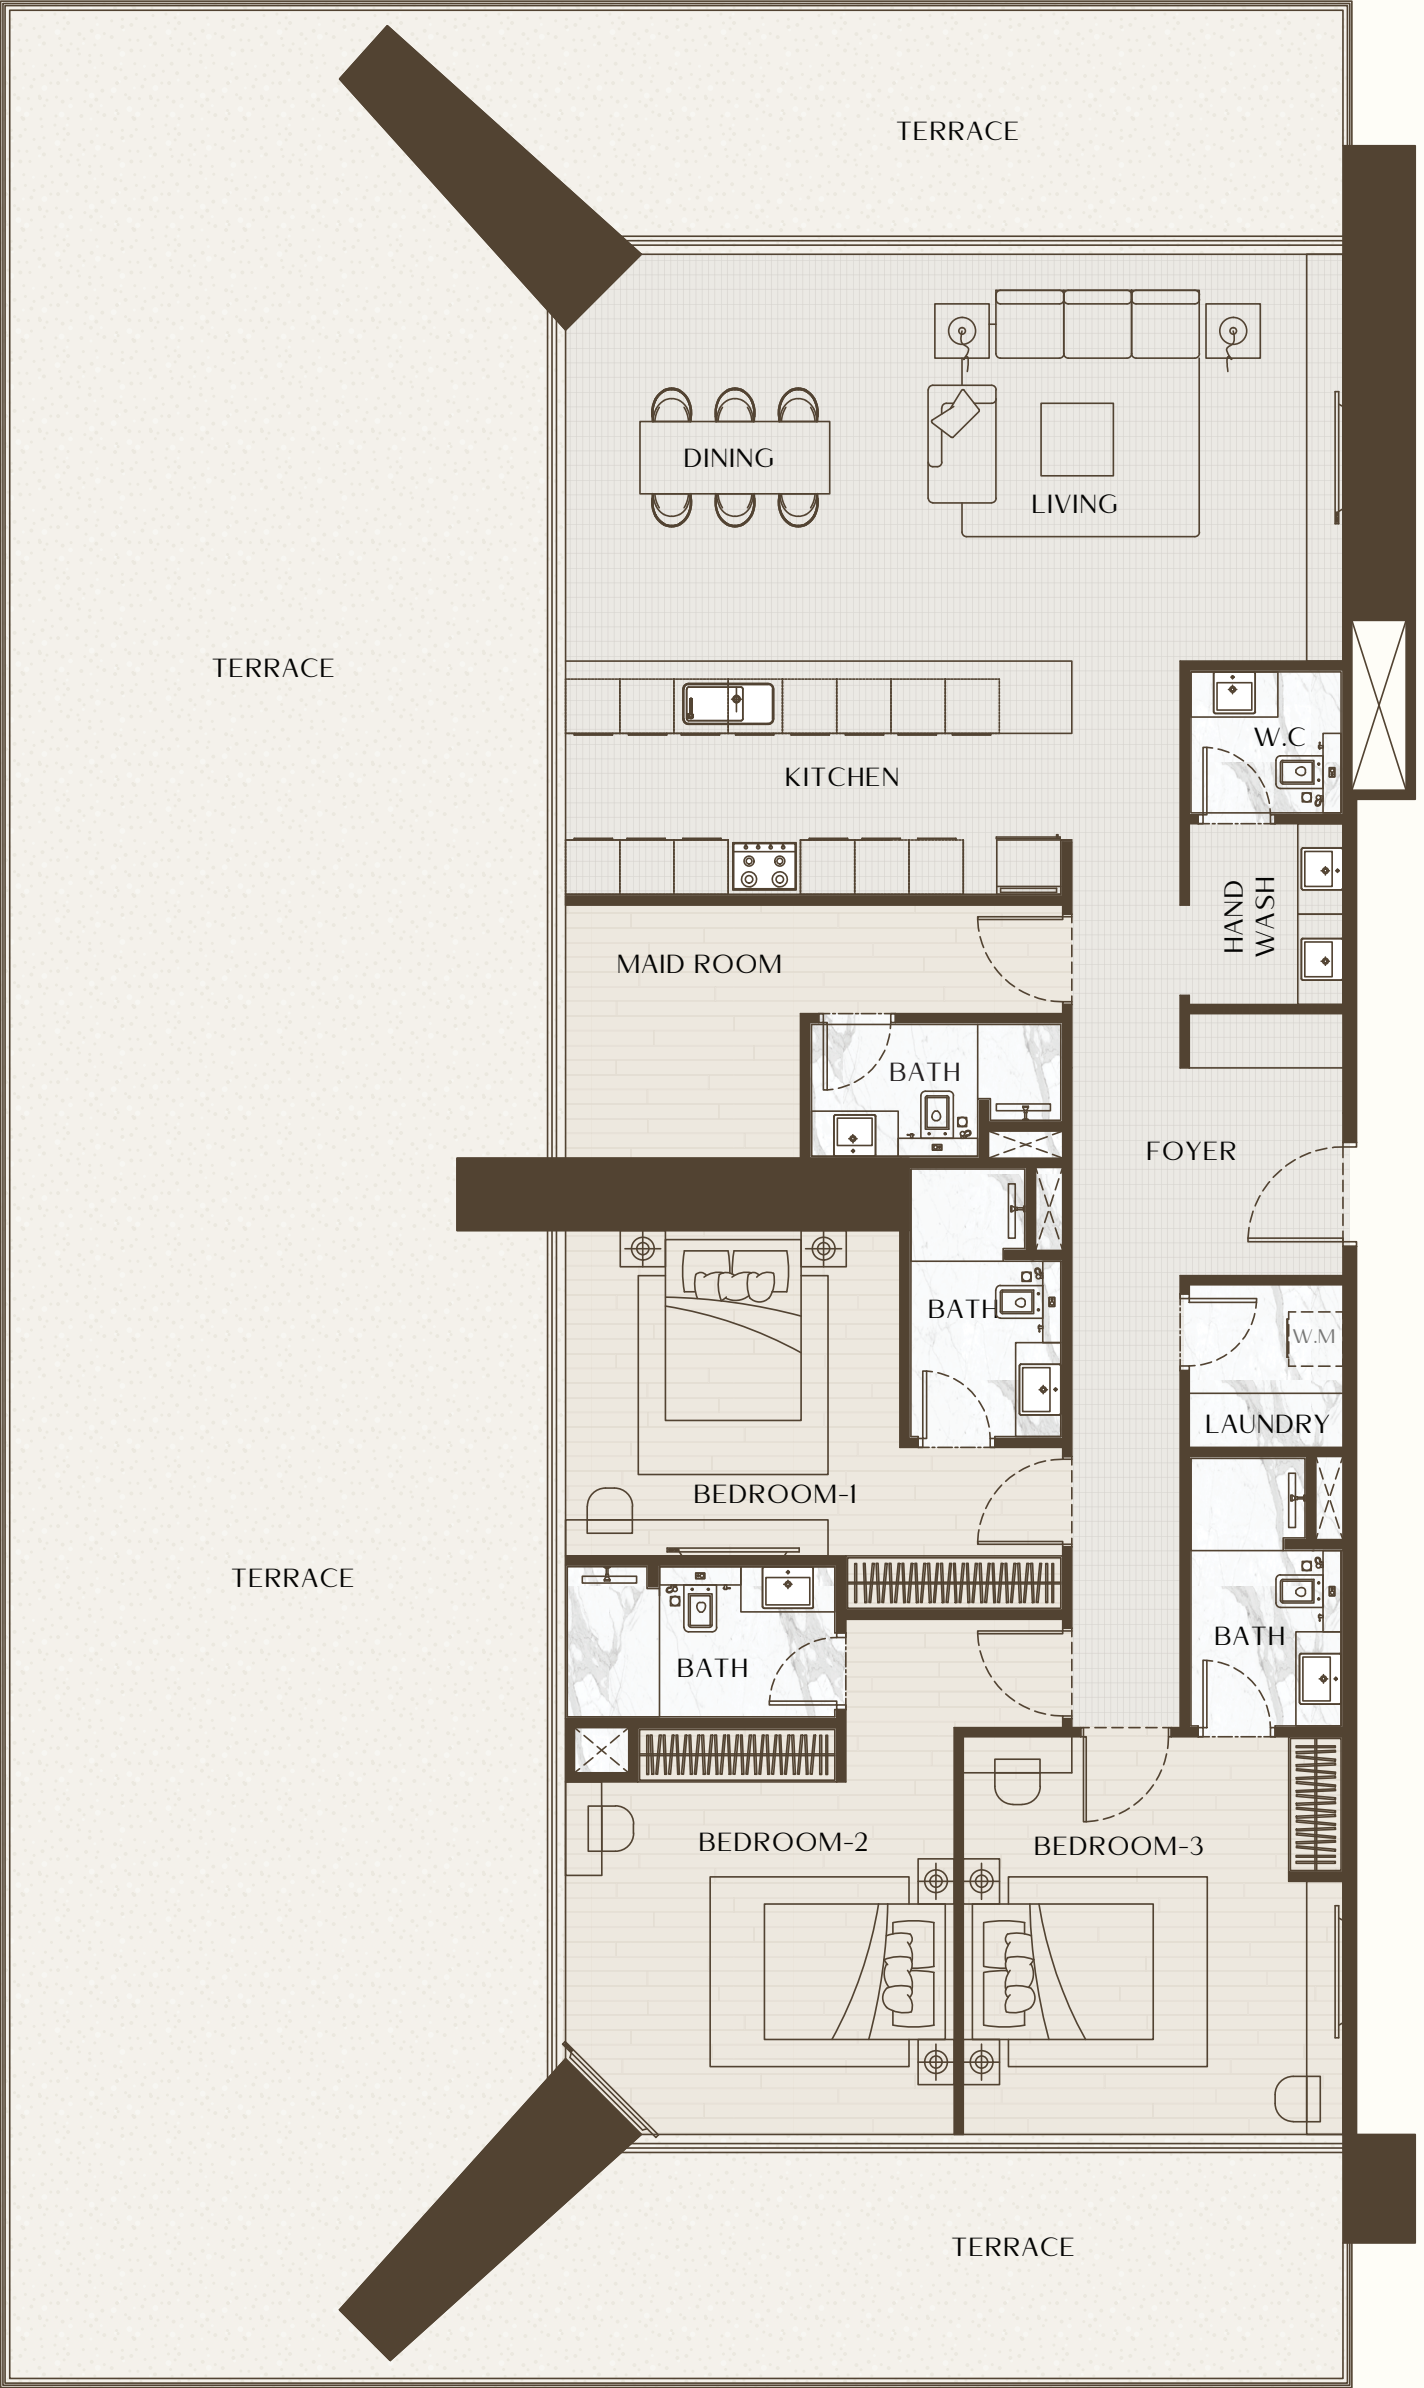 TERRACE
DINING
LIVING
TERRACE
W.C
KITCHEN
HAND
WASH
MAID ROOM
BATH
FOYER
BATH
W.M
LAUNDRY
BEDROOM-1
TERRACE
BATH
BATH
BEDROOM-2
BEDROOM-3
TERRACE